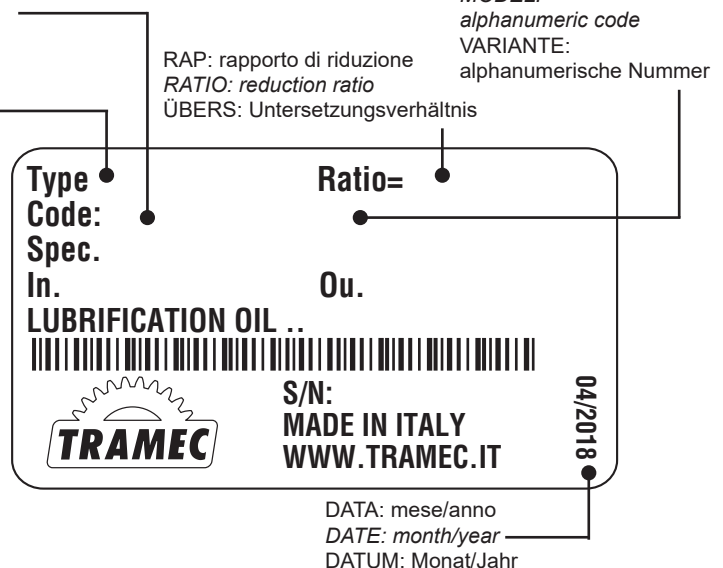 MODEL:
alphanumeric code
VARIANTE:
alphanumerische Nummer
RAP: rapporto di riduzione
RATIO: reduction ratio
ÜBERS: Untersetzungsverhältnis
Type
Ratio=
Code:
Spec.
In.
Ou.
LUBRIFICATION OIL ..
TRAMEC
S/N:
MADE IN ITALY
WWW.TRAMEC.IT
04/2018
DATA: mese/anno
DATE: month/year
DATUM: Monat/Jahr